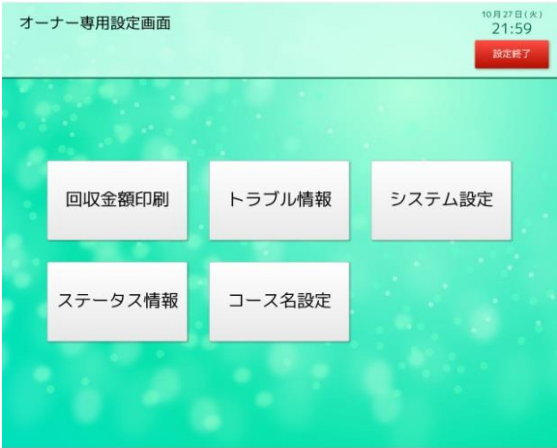 オーナー専用設定画面
10月27日(火)
21:59
設定終了
回収金額印刷
トラブル情報
システム設定
ステータス情報
コース名設定